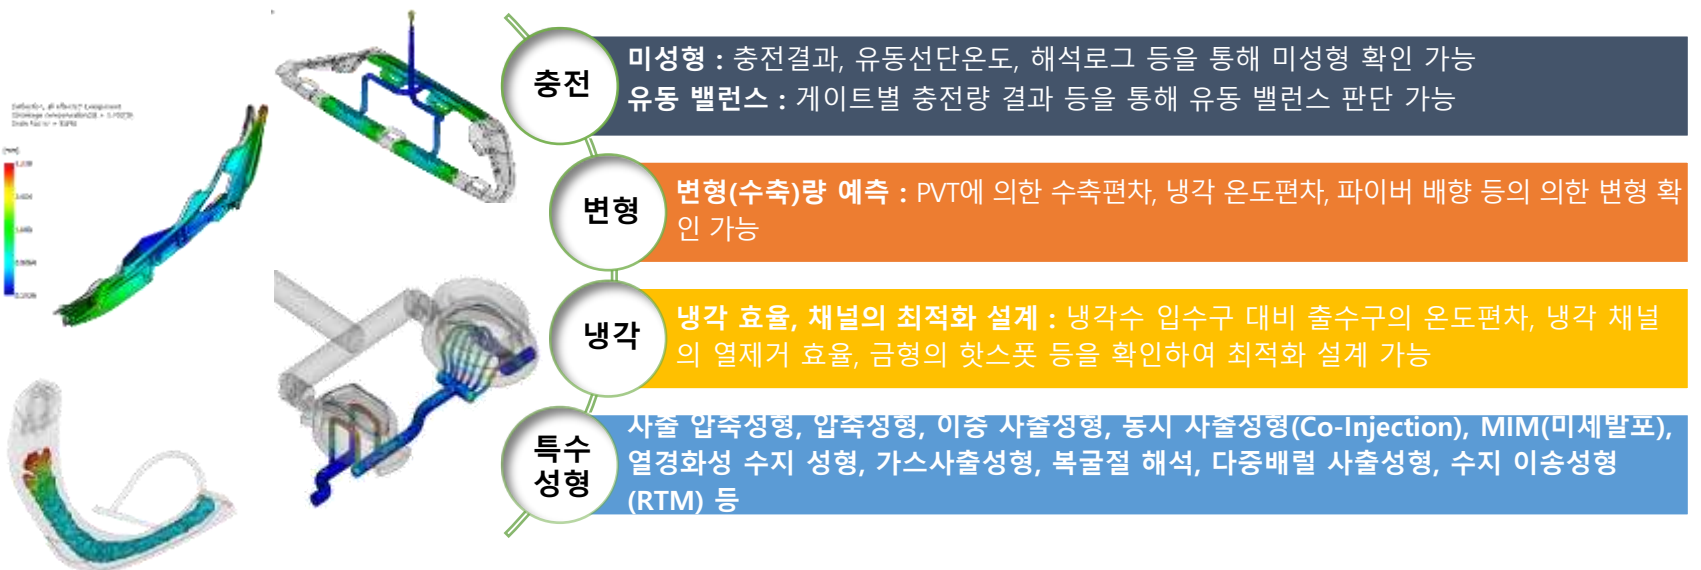 충전
미성형 : 충전결과, 유동선단온도, 해석로그 등을 통해 미성형 확인 가능
유동 밸런스 : 게이트별 충전량 결과 등을 통해 유동 밸런스 판단 가능
변형
변형(수축)량 예측 : PVT에 의한 수축편차, 냉각 온도편차, 파이버 배향 등의 의한 변형 확
인 가능
냉각
냉각 효율, 채널의 최적화 설계 : 냉각수 입수구 대비 출수구의 온도편차, 냉각 채널
의 열제거 효율, 금형의 핫스폿 등을 확인하여 최적화 설계 가능
특수
성형
사출 압축성형, 압축성형, 이중 사출성형, 동시 사출성형(Co-Injection), MIM(미세발포),
열경화성 수지 성형, 가스사출성형, 복굴절 해석, 다중배럴 사출성형, 수지 이송성형
(RTM) 등